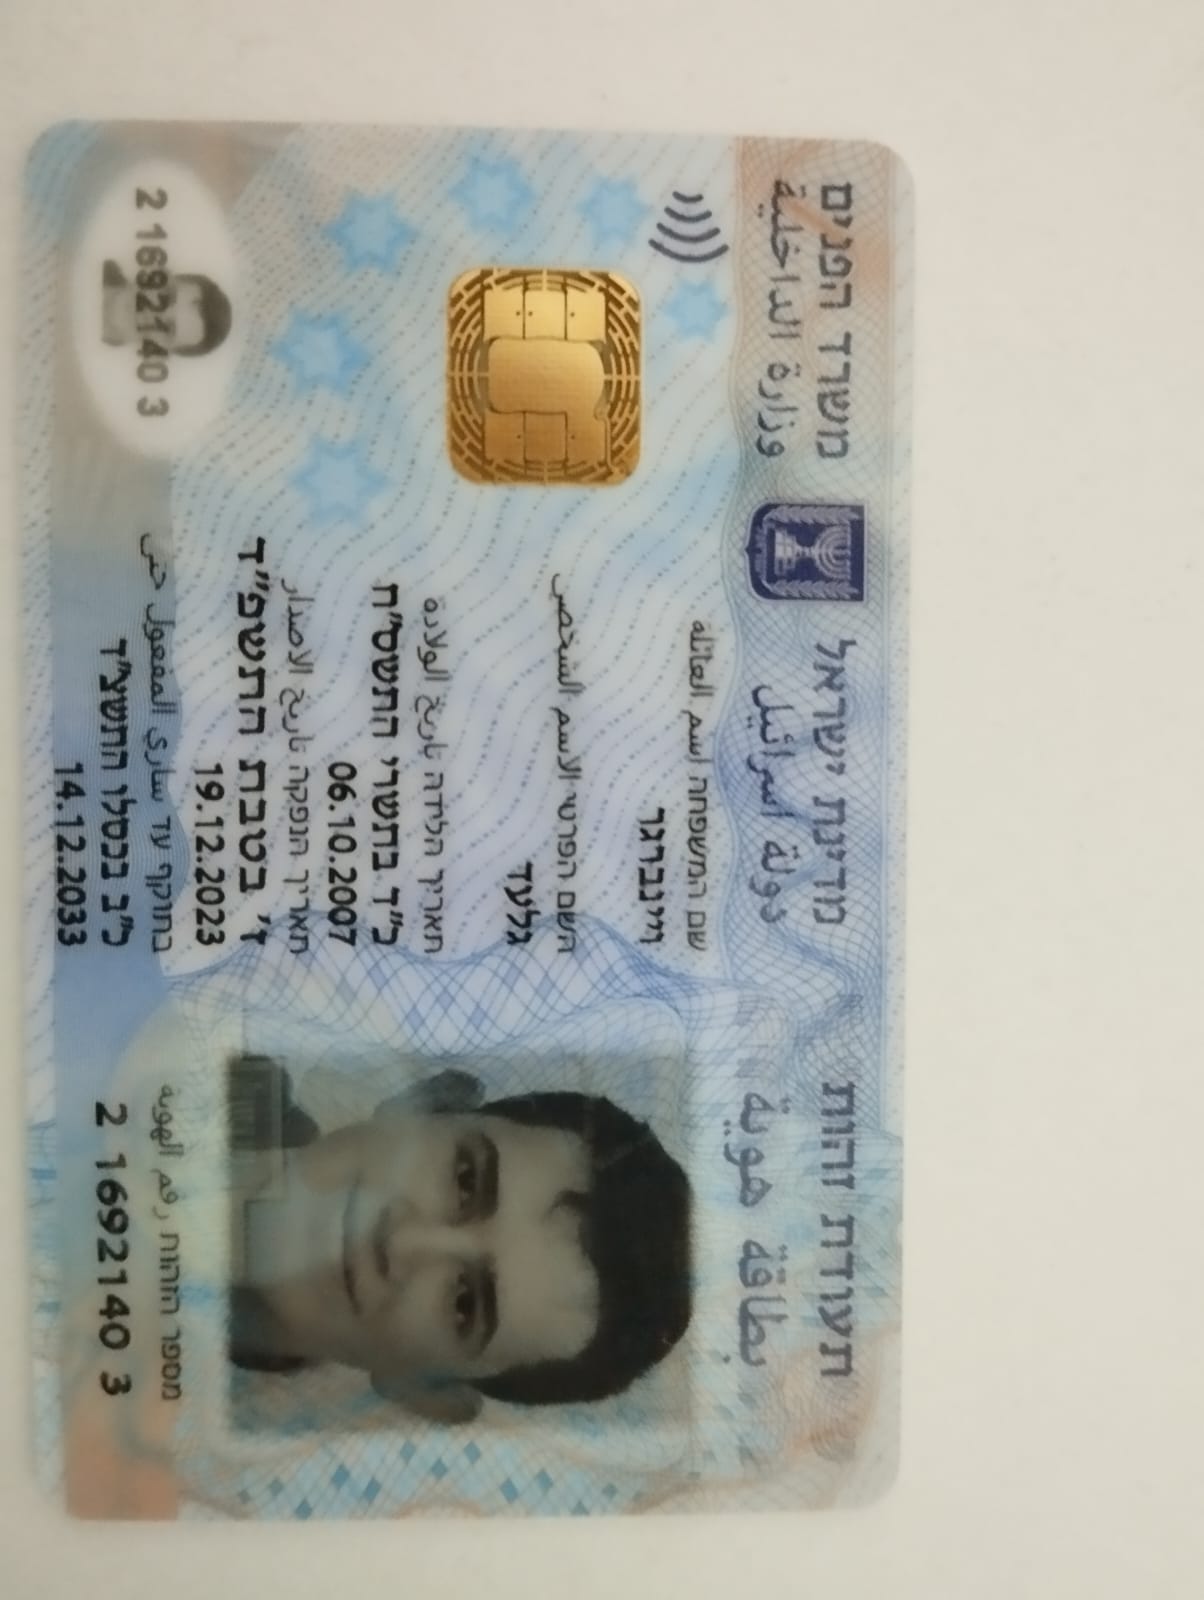 משרד הפנים
وزارة الداخلية
מדינת ישראל
دولة اسرائيل
תעודת זהות
بطاقة هوية
שם המשפחה اسم العائلة
ויינברגר
השם הפרטי الاسم الشخصي
גלעד
תאריך הלידה تاريخ الولادة
כ"ד בתשרי התשס"ח
06.10.2007
תאריך הנפקה تاريخ الاصدار
ז' בטבת התשפ"ד
19.12.2023
בתוקף עד ساري المفعول حتى
כ"ב בכסלו התשצ"ד
14.12.2033
מספר הזהות رقم الهوية
2 1692140 3
2 1692140 3